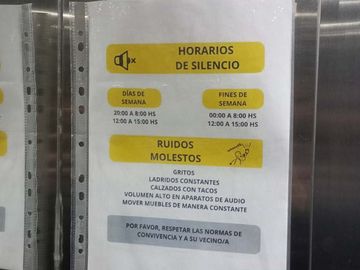 HORARIOS
DE SILENCIO
DÍAS DE
SEMANA
20:00 A 8:00 HS
12:00 A 15:00 HS
FINES DE
SEMANA
00:00 A 8:00 HS
12:00 A 15:00 HS
RUIDOS
MOLESTOS
GRITOS
LADRIDOS CONSTANTES
CALZADOS CON TACOS
VOLUMEN ALTO EN APARATOS DE AUDIO
MOVER MUEBLES DE MANERA CONSTANTE
POR FAVOR, RESPETAR LAS NORMAS DE
CONVIVENCIA Y A SU VECINO/A